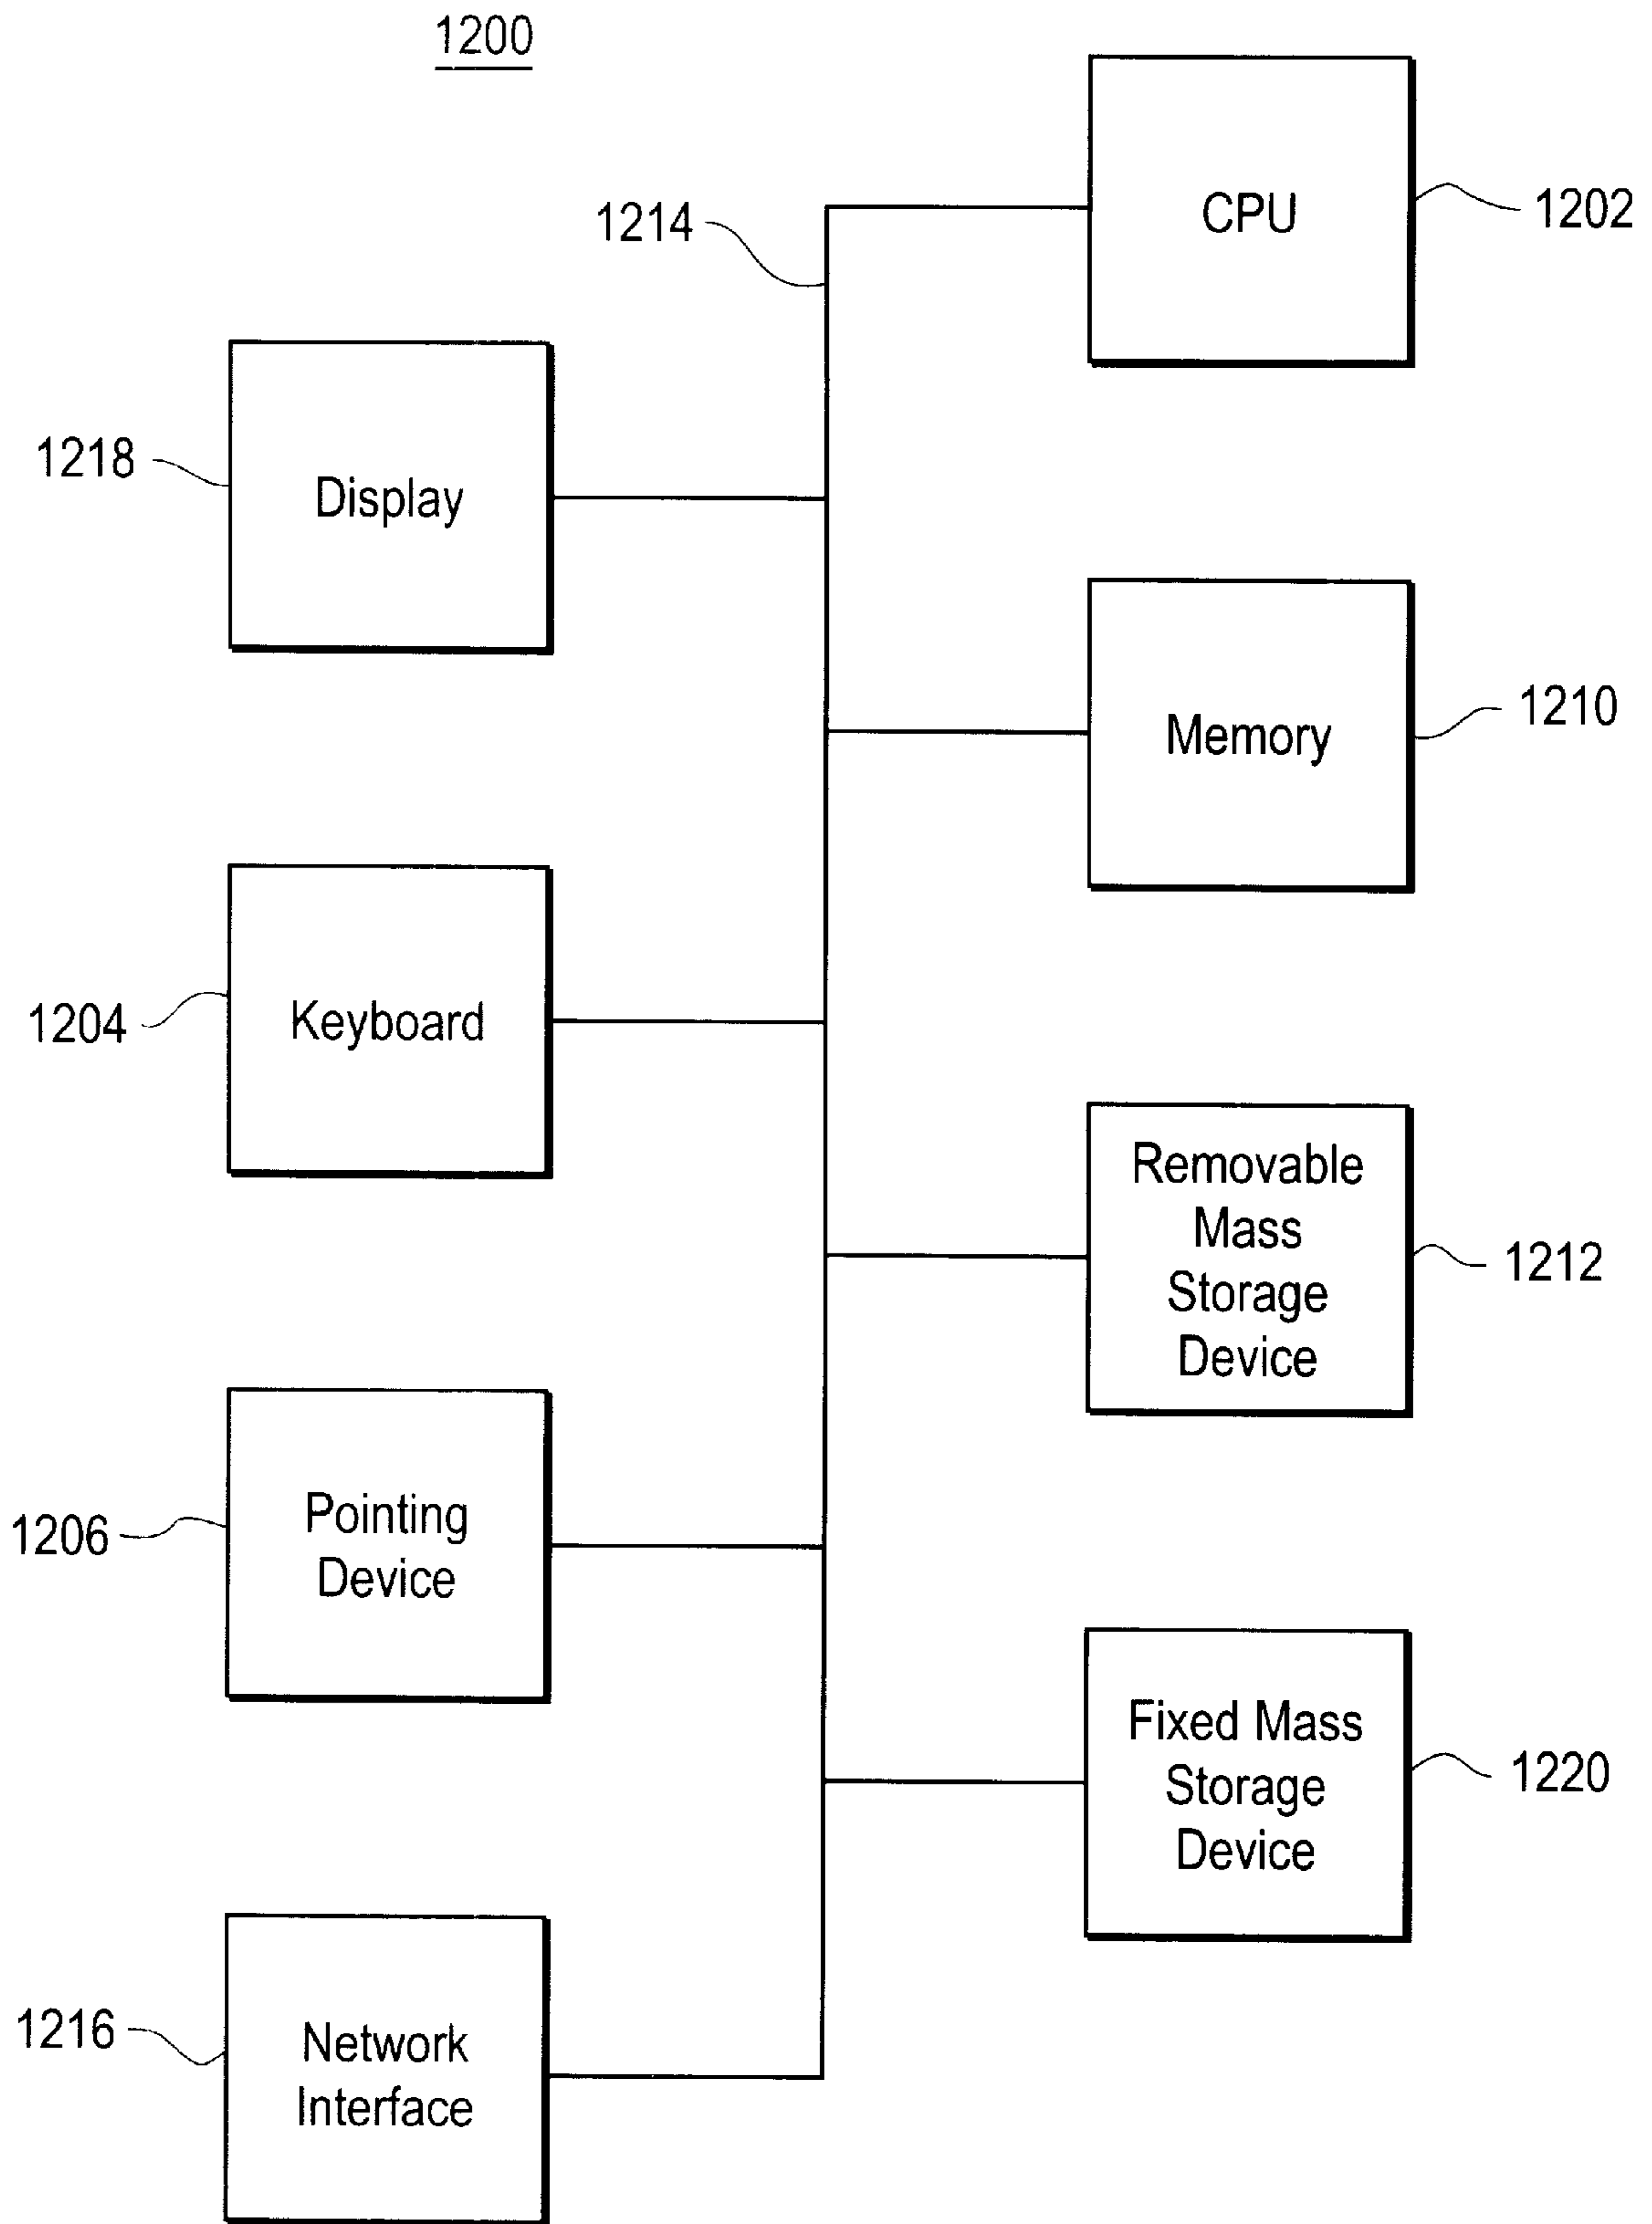 1200
CPU
1202
1214
1218
Display
Memory
1210
1204
Keyboard
Removable
Mass
Storage
Device
1212
1206
Pointing
Device
Fixed Mass
Storage
Device
1220
1216
Network
Interface